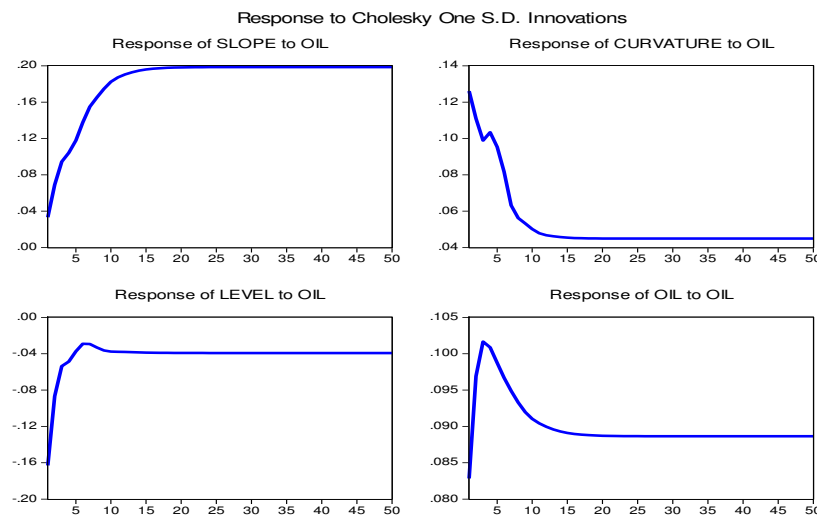 Response to Cholesky One S.D. Innovations
Response of SLOPE to OIL
.20
.16
.12
.08
.04
.00
5 10 15 20 25 30 35 40 45 50
Response of CURVATURE to OIL
.14
.12
.10
.08
.06
.04
5 10 15 20 25 30 35 40 45 50
Response of LEVEL to OIL
.00
-.04
-.08
-.12
-.16
-.20
5 10 15 20 25 30 35 40 45 50
Response of OIL to OIL
.105
.100
.095
.090
.085
.080
5 10 15 20 25 30 35 40 45 50